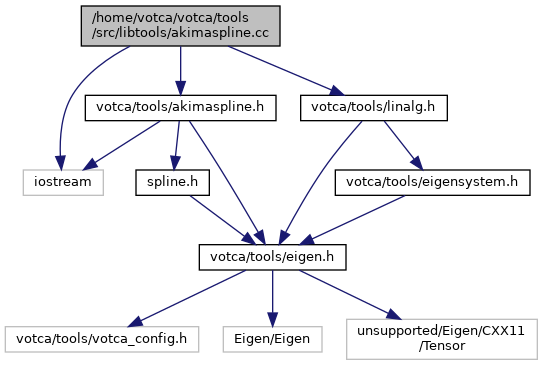 /home/votca/votca/tools
/src/libtools/akimaspline.cc
votca/tools/akimaspline.h
votca/tools/linalg.h
iostream
spline.h
votca/tools/eigensystem.h
votca/tools/eigen.h
votca/tools/votca_config.h
Eigen/Eigen
unsupported/Eigen/CXX11
/Tensor